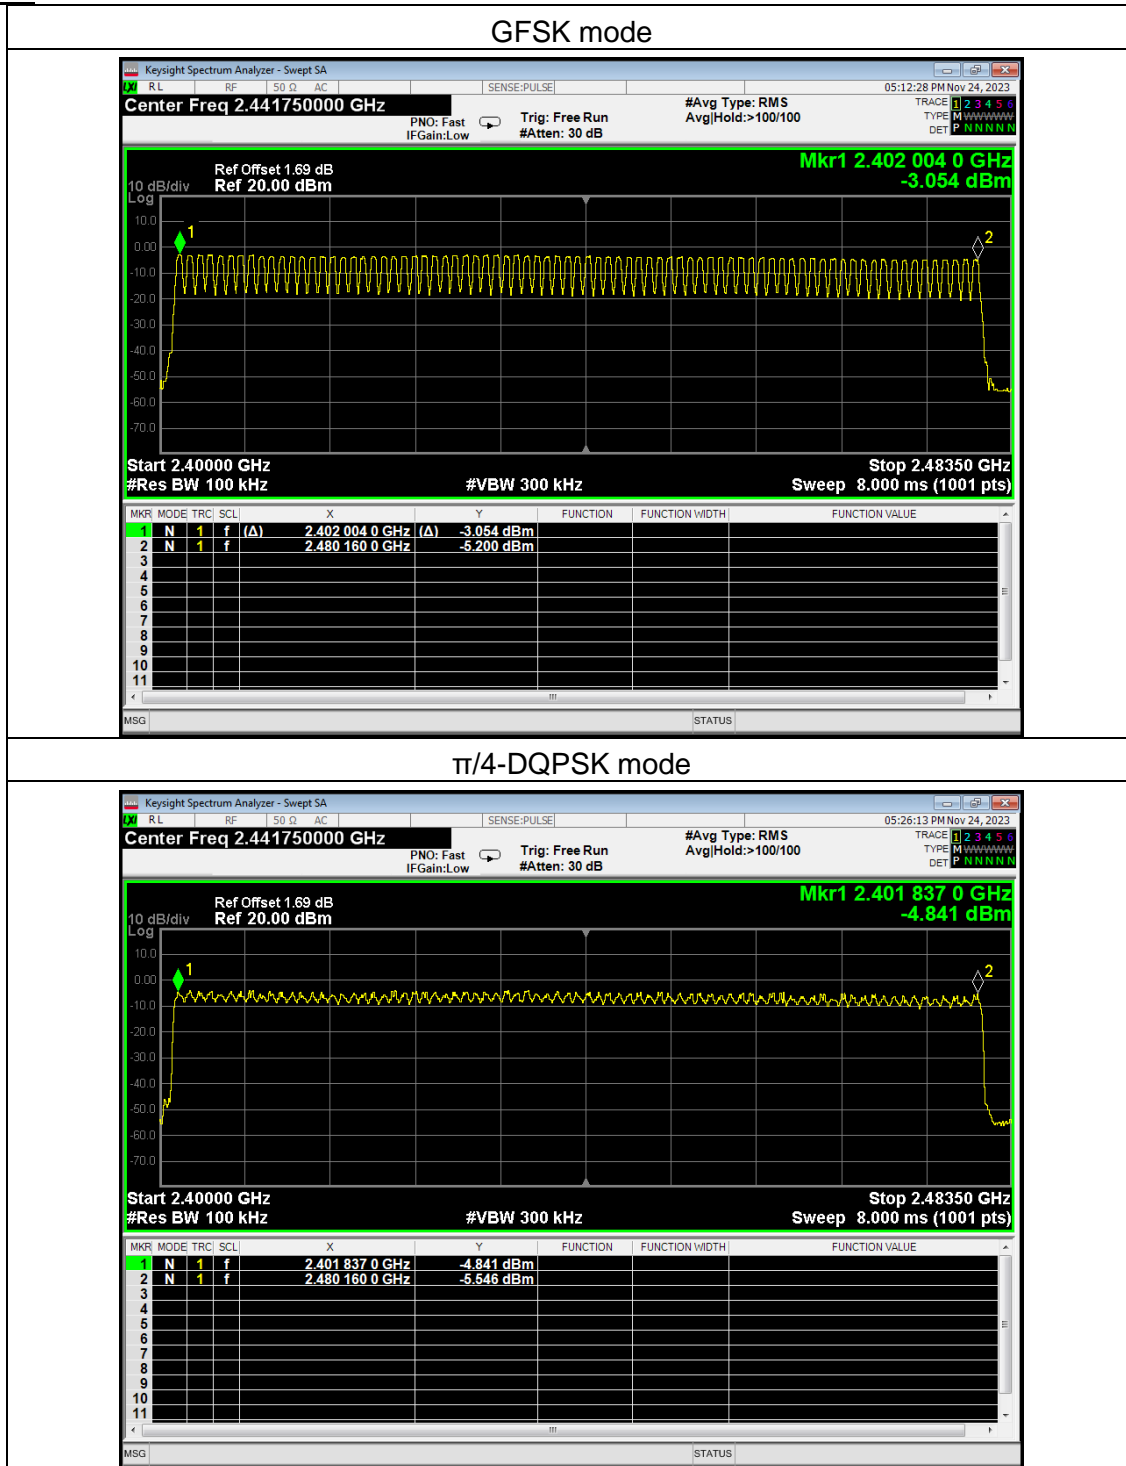 GFSK mode
Keysight Spectrum Analyzer - Swept SA
LXI RL RF 50 Ω AC SENSE:PULSE 05:12:28 PM Nov 24, 2023
Center Freq 2.441750000 GHz #Avg Type: RMS TRACE 1 2 3 4 5 6
PNO: Fast Trig: Free Run Avg|Hold:>100/100 TYPE M WWWWW
IFGain:Low #Atten: 30 dB DET P N N N N N
Mkr1 2.402 004 0 GHz
Ref Offset 1.69 dB
10 dB/div Ref 20.00 dBm -3.054 dBm
Log
10.0
1
2
0.00
-10.0
-20.0
-30.0
-40.0
-50.0
-60.0
-70.0
Start 2.40000 GHz Stop 2.48350 GHz
#Res BW 100 kHz #VBW 300 kHz Sweep 8.000 ms (1001 pts)
MKR MODE TRC SCL X Y FUNCTION FUNCTION WIDTH FUNCTION VALUE
1 N 1 f (Δ) 2.402 004 0 GHz (Δ) -3.054 dBm
2 N 1 f 2.480 160 0 GHz -5.200 dBm
3
4
5
6
7
8
9
10
11
MSG STATUS
π/4-DQPSK mode
Keysight Spectrum Analyzer - Swept SA
LXI RL RF 50 Ω AC SENSE:PULSE 05:26:13 PM Nov 24, 2023
Center Freq 2.441750000 GHz #Avg Type: RMS TRACE 1 2 3 4 5 6
PNO: Fast Trig: Free Run Avg|Hold:>100/100 TYPE M WWWWW
IFGain:Low #Atten: 30 dB DET P N N N N N
Mkr1 2.401 837 0 GHz
Ref Offset 1.69 dB
10 dB/div Ref 20.00 dBm -4.841 dBm
Log
10.0
1
2
0.00
-10.0
-20.0
-30.0
-40.0
-50.0
-60.0
-70.0
Start 2.40000 GHz Stop 2.48350 GHz
#Res BW 100 kHz #VBW 300 kHz Sweep 8.000 ms (1001 pts)
MKR MODE TRC SCL X Y FUNCTION FUNCTION WIDTH FUNCTION VALUE
1 N 1 f 2.401 837 0 GHz -4.841 dBm
2 N 1 f 2.480 160 0 GHz -5.546 dBm
3
4
5
6
7
8
9
10
11
MSG STATUS